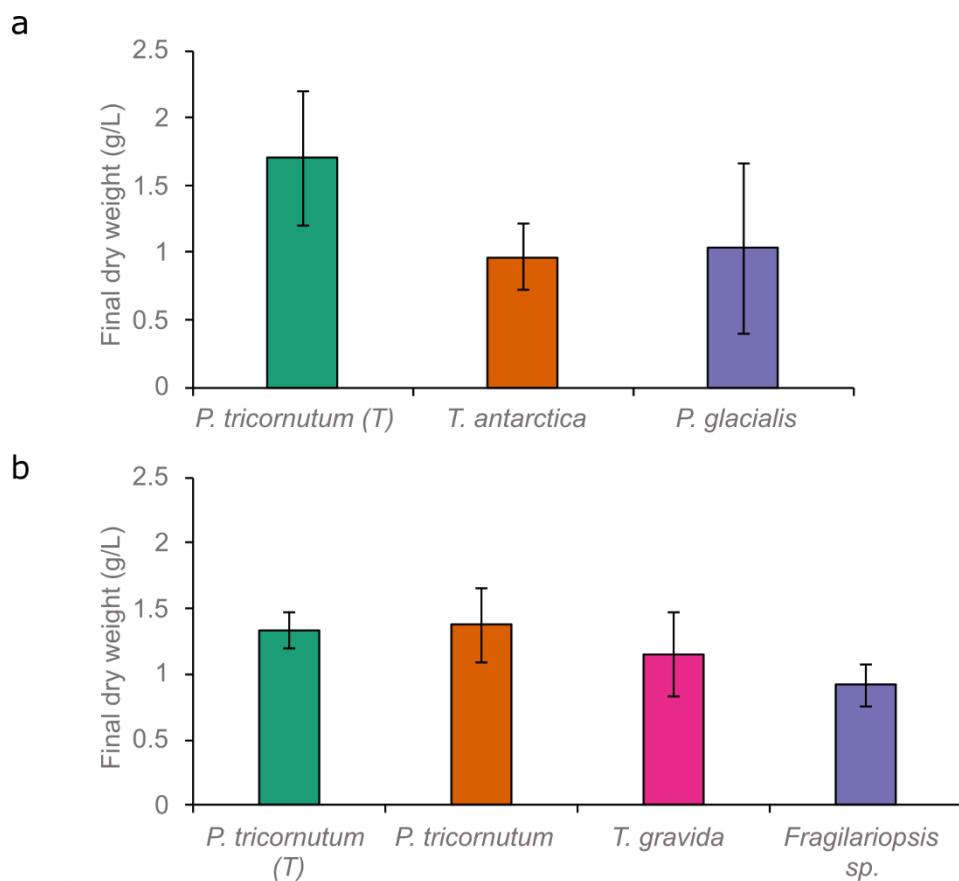 a
Final dry weight (g/L)
2.5
2
1.5
1
0.5
0
P. tricornutum (T)
T. antarctica
P. glacialis
b
Final dry weight (g/L)
2.5
2
1.5
1
0.5
0
P. tricornutum
(T)
P. tricornutum
T. gravida
Fragilariopsis
sp.